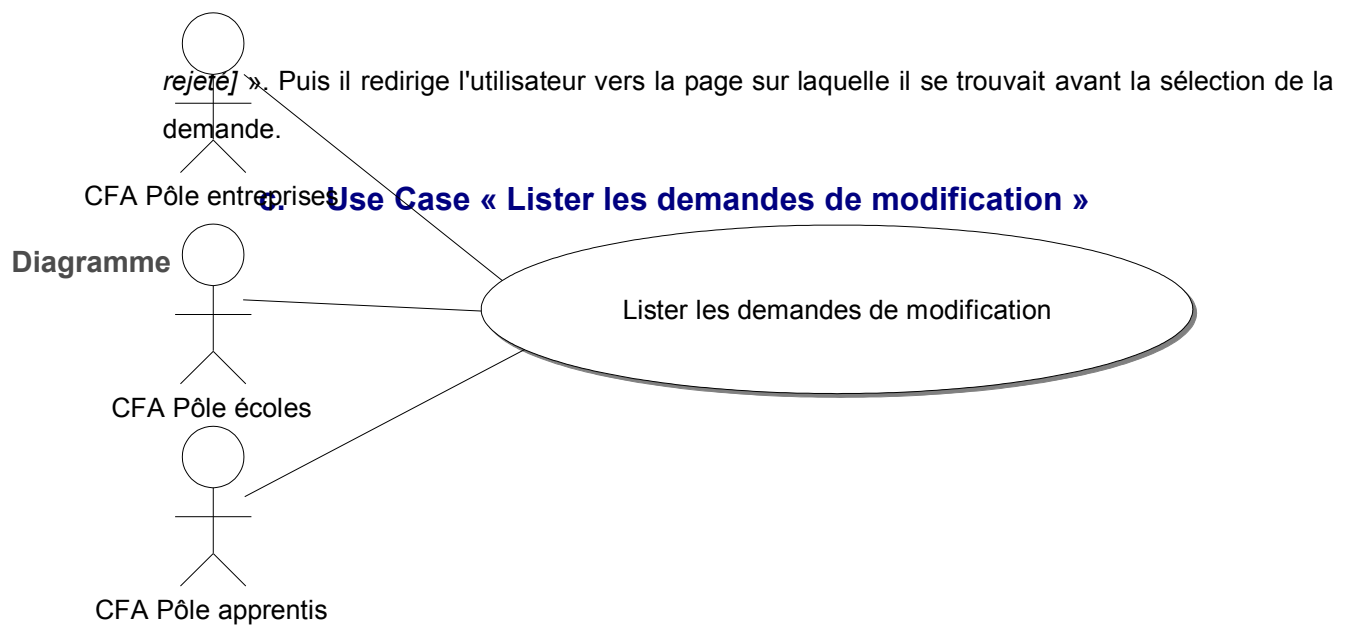 rejeté] ». Puis il redirige l'utilisateur vers la page sur laquelle il se trouvait avant la sélection de la
demande.
CFA Pôle entreprises
c. Use Case « Lister les demandes de modification »
Diagramme
Lister les demandes de modification
CFA Pôle écoles
CFA Pôle apprentis